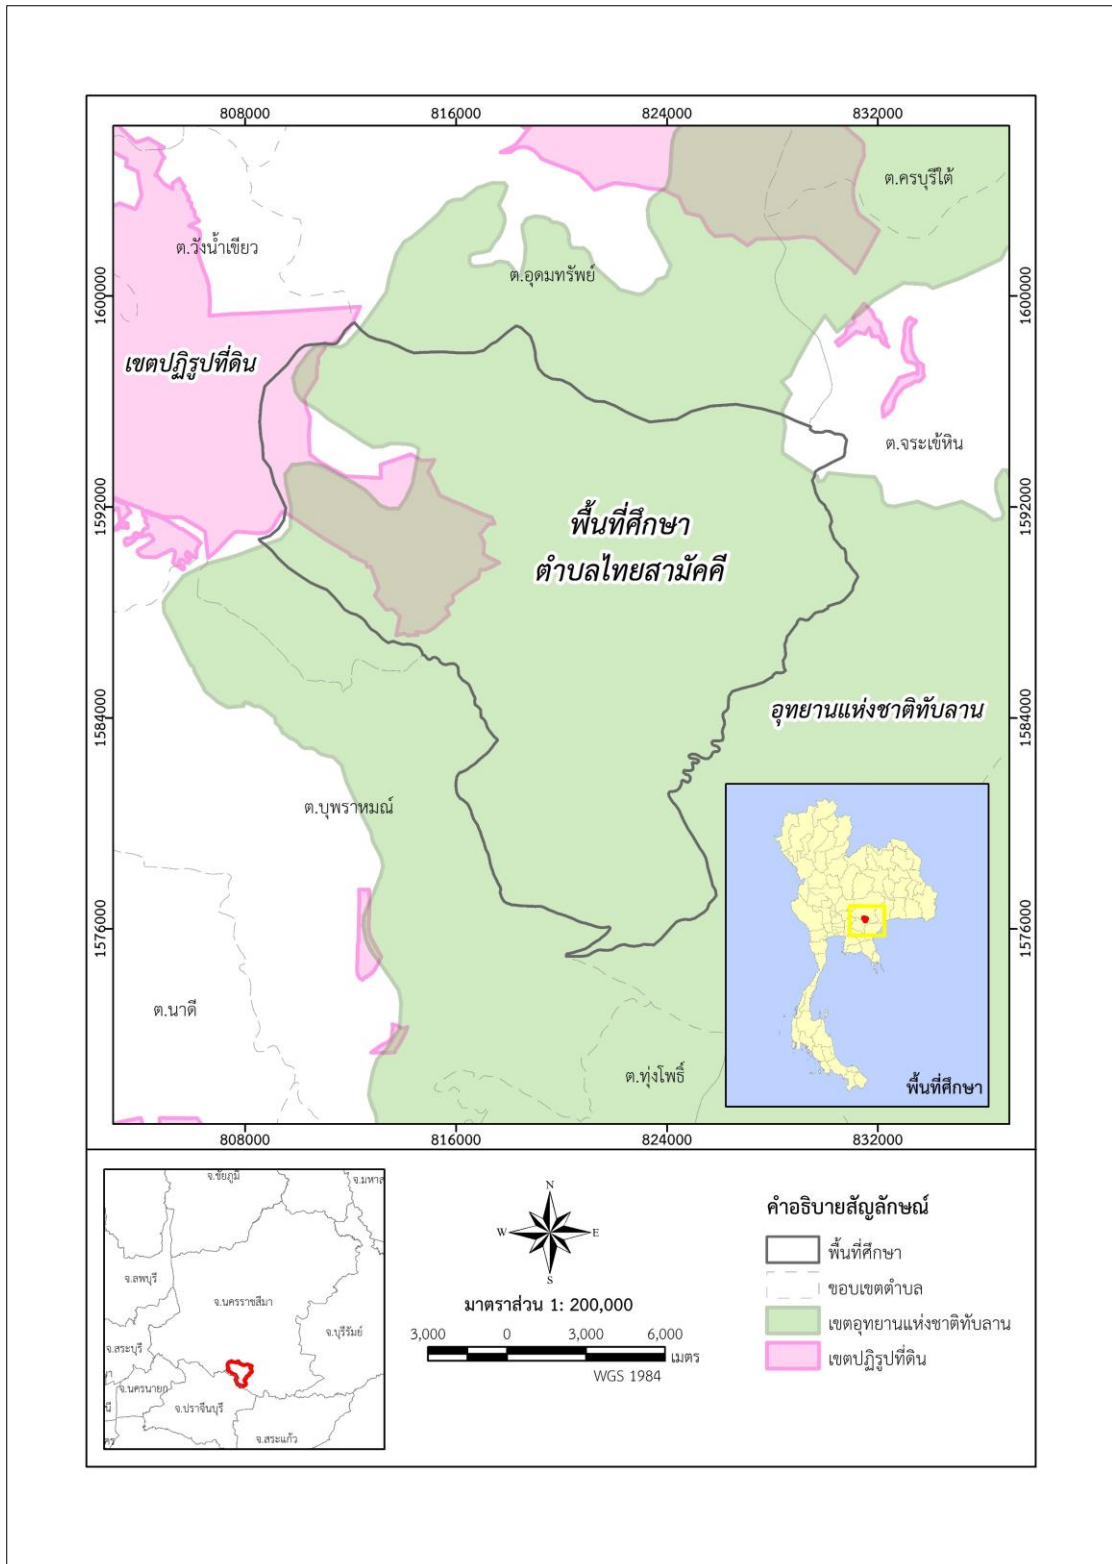 808000 816000 824000 832000
ต.ครบุรีใต้
ต.วังน้ำเขียว
ต.อุดมทรัพย์
1600000 1600000
เขตปฏิรูปที่ดิน
ต.จระเข้หิน
1592000 1592000
พื้นที่ศึกษา
ตำบลไทยสามัคคี
1584000 1584000
อุทยานแห่งชาติทับลาน
ต.บุพราหมณ์
1576000 1576000
ต.นาดี
ต.ทุ่งโพธิ์
พื้นที่ศึกษา
808000 816000 824000 832000
จ.ชัยภูมิ
จ.มหาส
จ.ลพบุรี
จ.นครราชสีมา
จ.บุรีรัมย์
จ.สระบุรี
จ.นครนายก
จ.ปราจีนบุรี
จ.สระแก้ว
N
W E
S
มาตราส่วน 1: 200,000
3,000 0 3,000 6,000
เมตร
WGS 1984
คำอธิบายสัญลักษณ์
พื้นที่ศึกษา
ขอบเขตตำบล
เขตอุทยานแห่งชาติทับลาน
เขตปฏิรูปที่ดิน